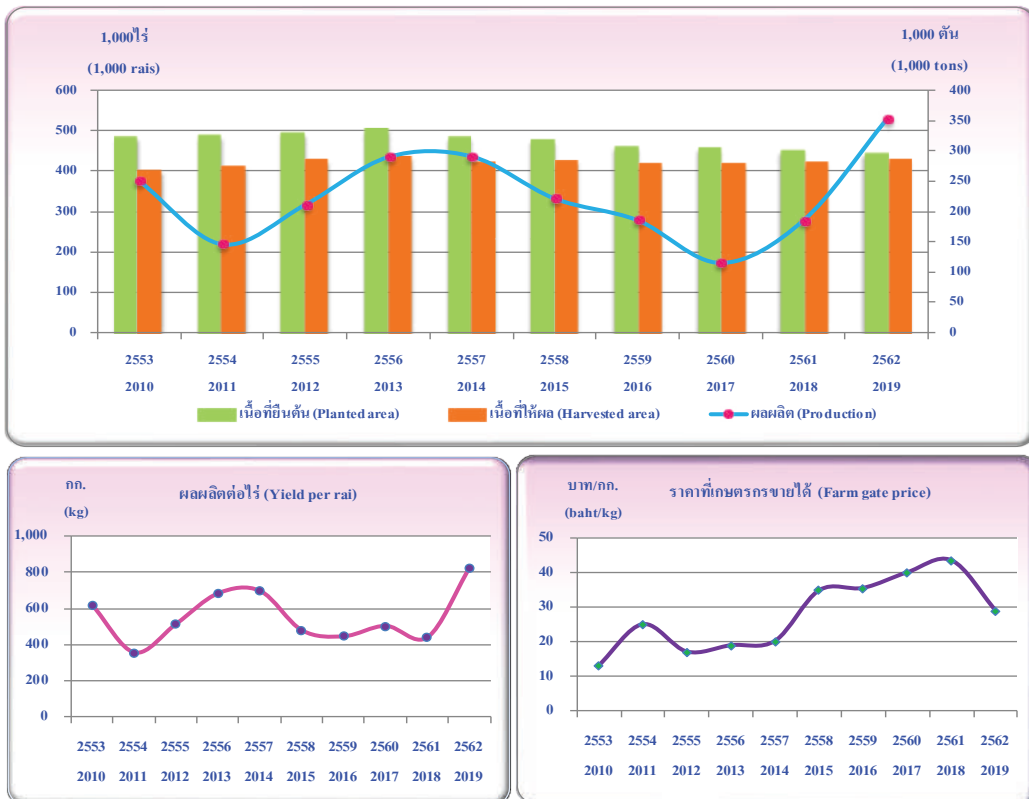 1,000ไร่
(1,000 rais)
1,000 ตัน
(1,000 tons)
600
500
400
300
200
100
0
400
350
300
250
200
150
100
50
0
2553 2554 2555 2556 2557 2558 2559 2560 2561 2562
2010 2011 2012 2013 2014 2015 2016 2017 2018 2019
เนื้อที่ยืนต้น (Planted area) เนื้อที่ให้ผล (Harvested area) ผลผลิต (Production)
กก.
(kg)
ผลผลิตต่อไร่ (Yield per rai)
1,000
800
600
400
200
0
2553 2554 2555 2556 2557 2558 2559 2560 2561 2562
2010 2011 2012 2013 2014 2015 2016 2017 2018 2019
บาท/กก.
(baht/kg)
ราคาที่เกษตรกรขายได้ (Farm gate price)
50
40
30
20
10
0
2553 2554 2555 2556 2557 2558 2559 2560 2561 2562
2010 2011 2012 2013 2014 2015 2016 2017 2018 2019